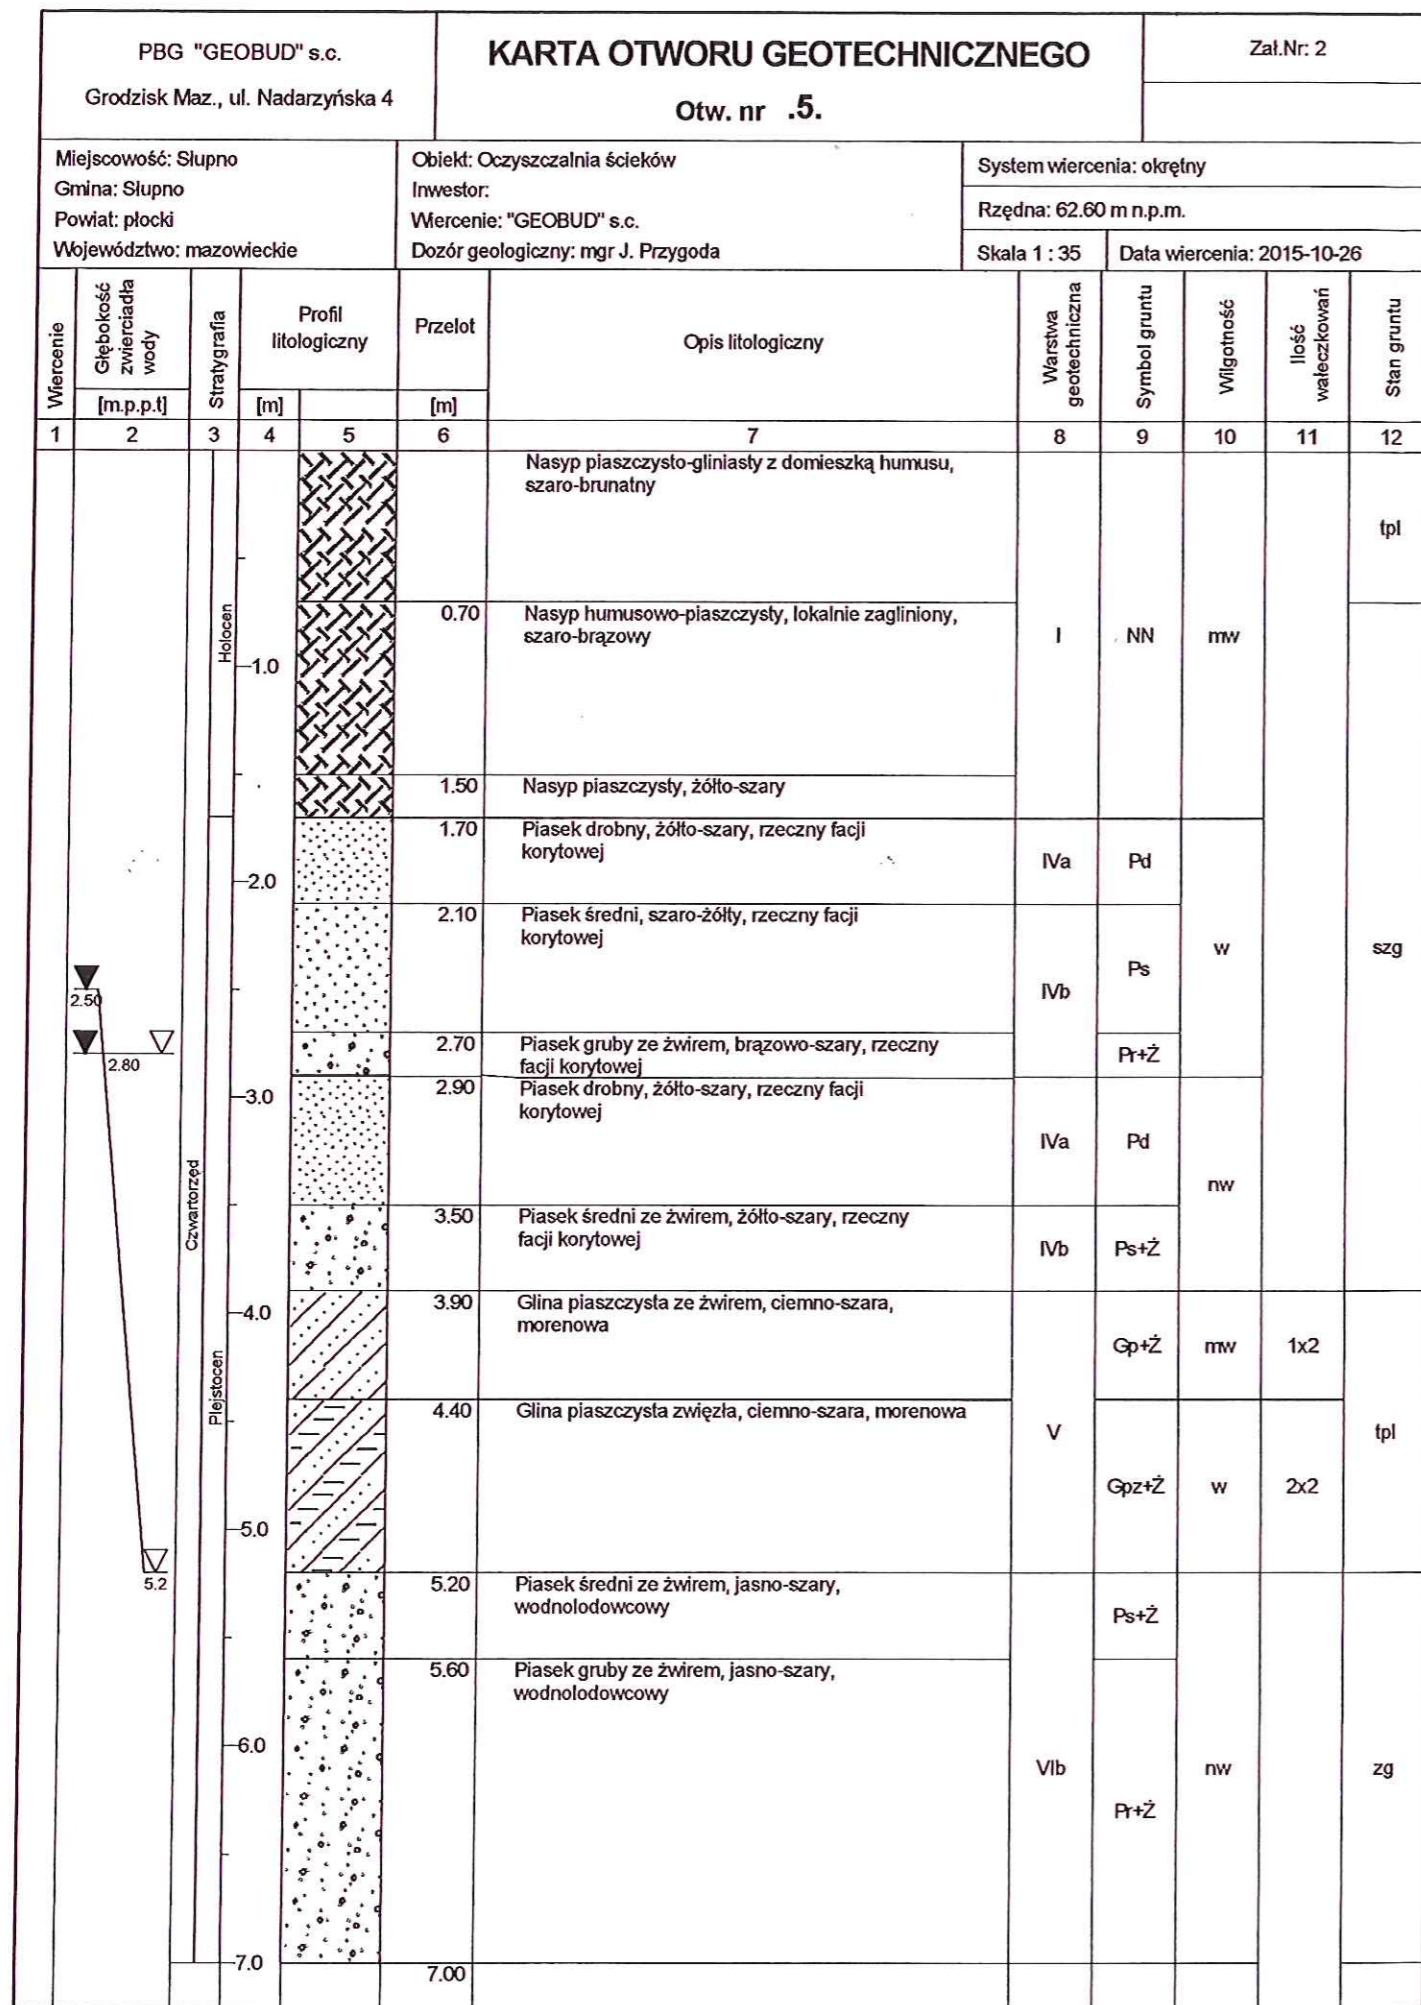 PBG "GEOBUD" s.c.
Grodzisk Maz., ul. Nadarzyńska 4
KARTA OTWORU GEOTECHNICZNEGO
Otw. nr .5.
Zał.Nr: 2
Miejscowość: Słupno
Gmina: Słupno
Powiat: płocki
Województwo: mazowieckie
Obiekt: Oczyszczalnia ścieków
Inwestor:
Wiercenie: "GEOBUD" s.c.
Dozór geologiczny: mgr J. Przygoda
System wiercenia: okrętny
Rzędna: 62.60 m n.p.m.
Skala 1 : 35
Data wiercenia: 2015-10-26
Wiercenie
Głębokość zwierciadła wody
[m.p.p.t]
Stratygrafia
Profil litologiczny
[m]
Przelot
[m]
Opis litologiczny
Warstwa geotechniczna
Symbol gruntu
Wilgotność
Ilość wałeczkowań
Stan gruntu
1 2 3 4 5 6 7 8 9 10 11 12
Nasyp piaszczysto-gliniasty z domieszką humusu,
szaro-brunatny
tpl
Holocen
0.70 Nasyp humusowo-piaszczysty, lokalnie zagliniony,
szaro-brązowy
I NN mw
1.0
1.50 Nasyp piaszczysty, żółto-szary
1.70 Piasek drobny, żółto-szary, rzeczny facji
korytowej
IVa Pd
2.0
2.10 Piasek średni, szaro-żółty, rzeczny facji
korytowej
w szg
Ps
IVb
2.50
2.70 Piasek gruby ze żwirem, brązowo-szary, rzeczny
facji korytowej
Pr+Ż
2.80
2.90 Piasek drobny, żółto-szary, rzeczny facji
korytowej
3.0
IVa Pd
nw
Czwartorzęd
3.50 Piasek średni ze żwirem, żółto-szary, rzeczny
facji korytowej
IVb Ps+Ż
3.90 Glina piaszczysta ze żwirem, ciemno-szara,
morenowa
4.0
Gp+Ż mw 1x2
Plejstocen
4.40 Glina piaszczysta zwięzła, ciemno-szara, morenowa
V tpl
Gpz+Ż w 2x2
5.0
5.2
5.20 Piasek średni ze żwirem, jasno-szary,
wodnolodowcowy
Ps+Ż
5.60 Piasek gruby ze żwirem, jasno-szary,
wodnolodowcowy
6.0
VIb nw zg
Pr+Ż
7.0
7.00